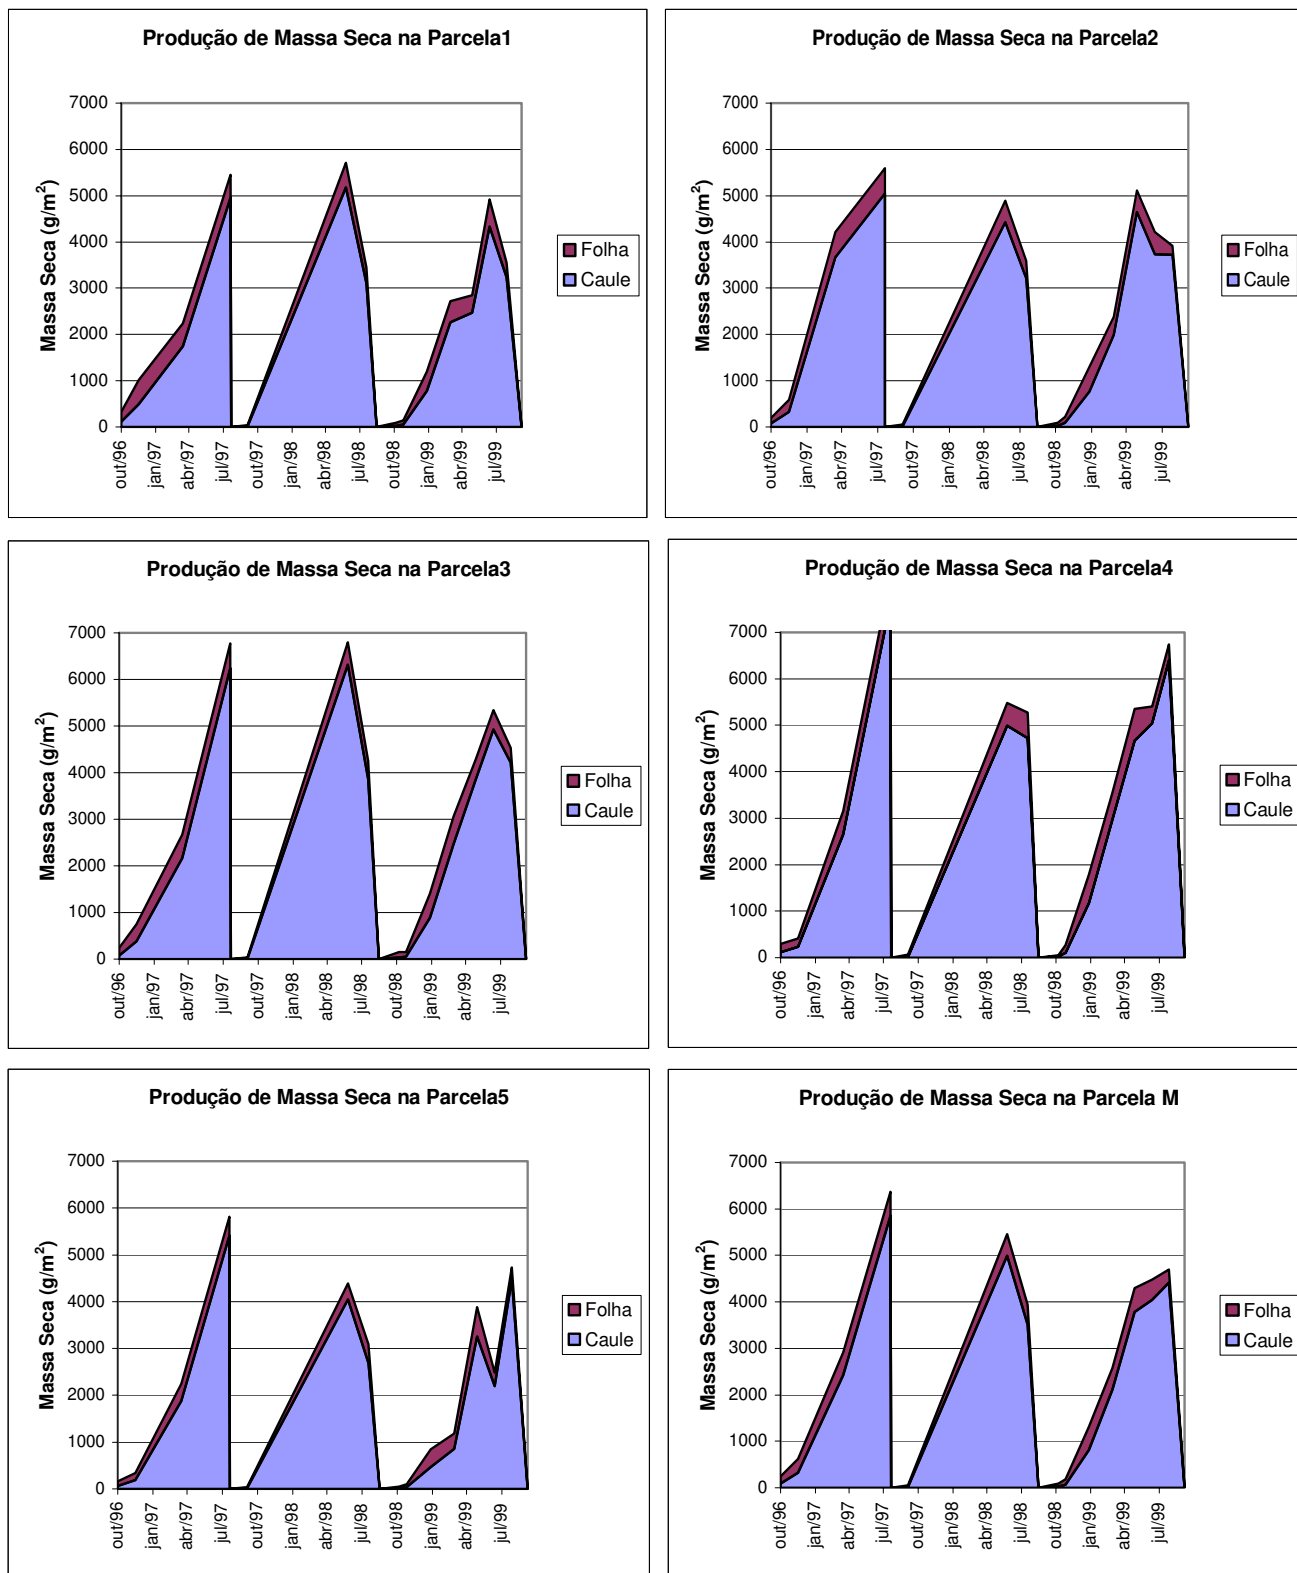 Produção de Massa Seca na Parcela1
7000
6000
5000
4000
3000
2000
1000
0
Massa Seca (g/m²)
out/96
jan/97
abr/97
jul/97
out/97
jan/98
abr/98
jul/98
out/98
jan/99
abr/99
jul/99
Folha
Caule
Produção de Massa Seca na Parcela2
7000
6000
5000
4000
3000
2000
1000
0
Massa Seca (g/m²)
out/96
jan/97
abr/97
jul/97
out/97
jan/98
abr/98
jul/98
out/98
jan/99
abr/99
jul/99
Folha
Caule
Produção de Massa Seca na Parcela3
7000
6000
5000
4000
3000
2000
1000
0
Massa Seca (g/m²)
out/96
jan/97
abr/97
jul/97
out/97
jan/98
abr/98
jul/98
out/98
jan/99
abr/99
jul/99
Folha
Caule
Produção de Massa Seca na Parcela4
7000
6000
5000
4000
3000
2000
1000
0
Massa Seca (g/m²)
out/96
jan/97
abr/97
jul/97
out/97
jan/98
abr/98
jul/98
out/98
jan/99
abr/99
jul/99
Folha
Caule
Produção de Massa Seca na Parcela5
7000
6000
5000
4000
3000
2000
1000
0
Massa Seca (g/m²)
out/96
jan/97
abr/97
jul/97
out/97
jan/98
abr/98
jul/98
out/98
jan/99
abr/99
jul/99
Folha
Caule
Produção de Massa Seca na Parcela M
7000
6000
5000
4000
3000
2000
1000
0
Massa Seca (g/m²)
out/96
jan/97
abr/97
jul/97
out/97
jan/98
abr/98
jul/98
out/98
jan/99
abr/99
jul/99
Folha
Caule